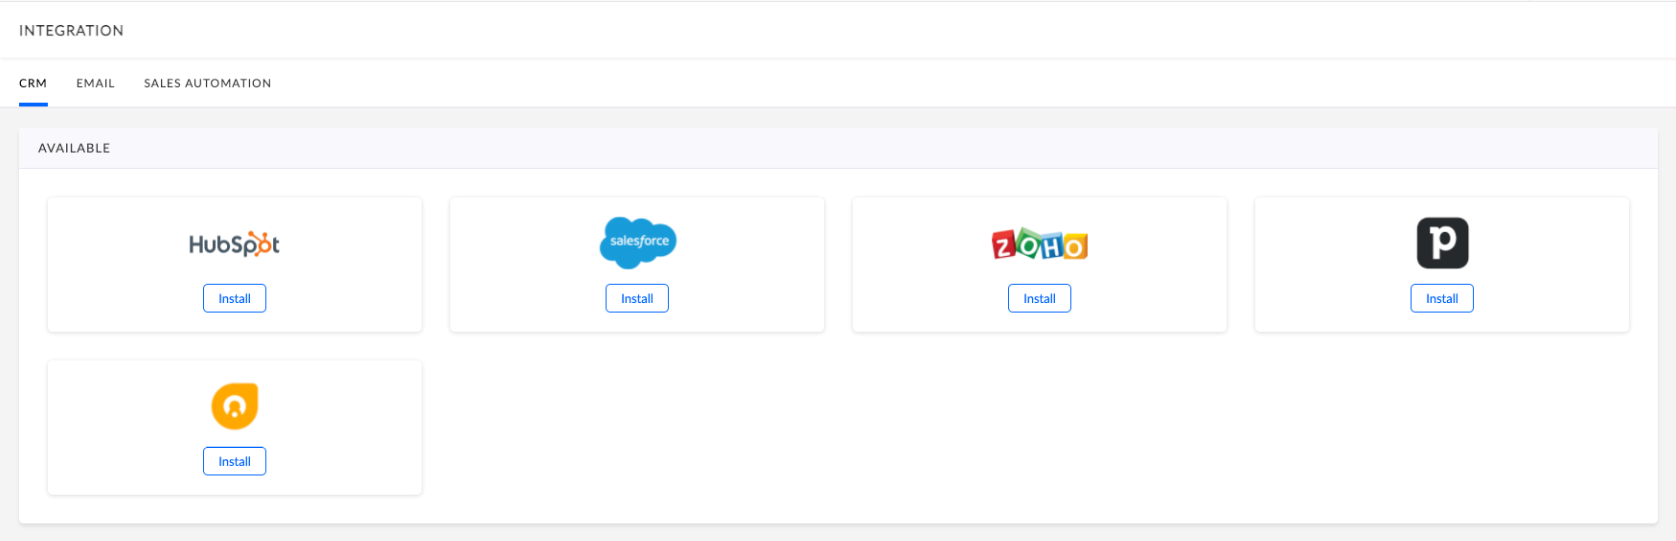 INTEGRATION
CRM EMAIL SALES AUTOMATION
AVAILABLE
HubSpot salesforce ZOHO p
Install Install Install Install
Install